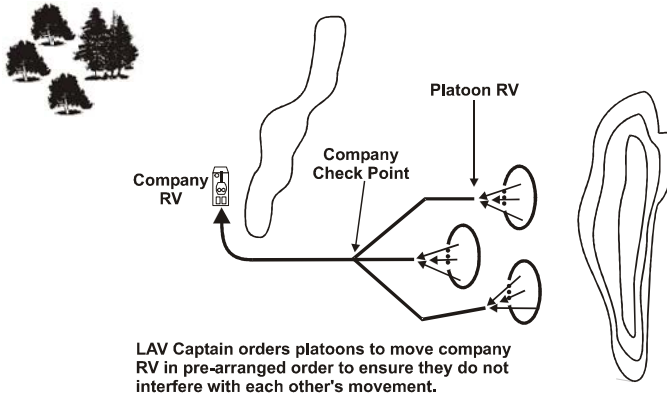 Platoon RV
Company
Check Point
Company
RV
LAV Captain orders platoons to move company
RV in pre-arranged order to ensure they do not
interfere with each other's movement.